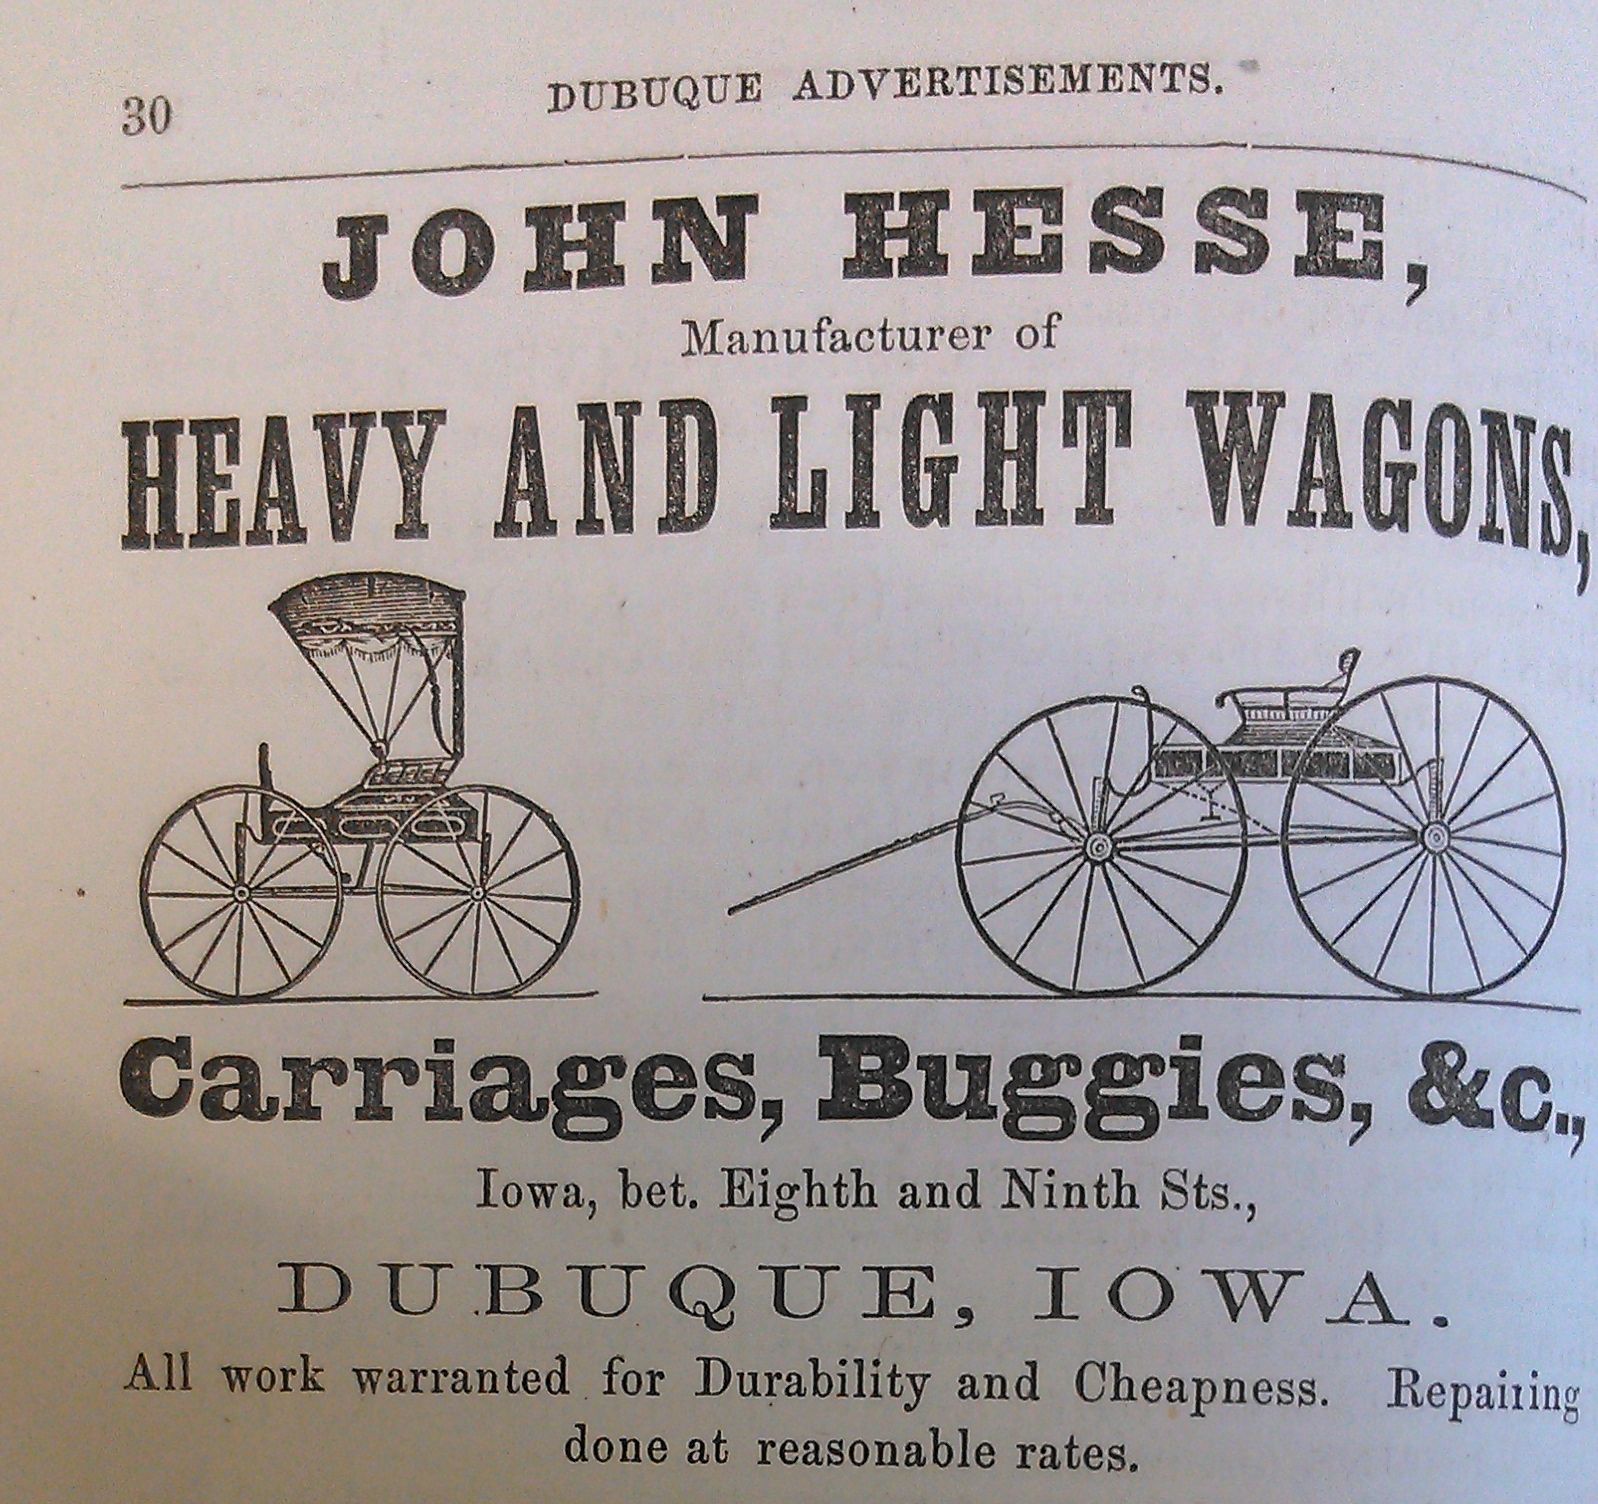 30
DUBUQUE ADVERTISEMENTS.
JOHN HESSE,
Manufacturer of
HEAVY AND LIGHT WAGONS,
Carriages, Buggies, &c.,
Iowa, bet. Eighth and Ninth Sts.,
DUBUQUE, IOWA.
All work warranted for Durability and Cheapness. Repairing
done at reasonable rates.